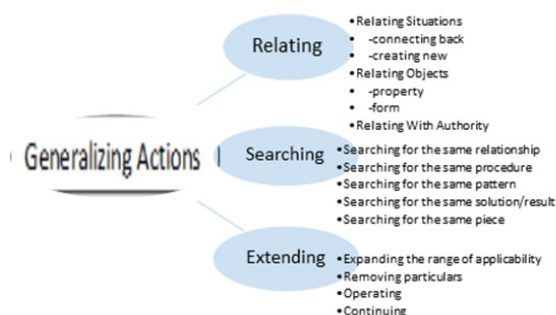 Generalizing Actions
Relating
•Relating Situations
• -connecting back
• -creating new
•Relating Objects
• -property
• -form
•Relating With Authority
Searching
•Searching for the same relationship
•Searching for the same procedure
•Searching for the same pattern
•Searching for the same solution/result
•Searching for the same piece
Extending
•Expanding the range of applicability
•Removing particulars
•Operating
•Continuing